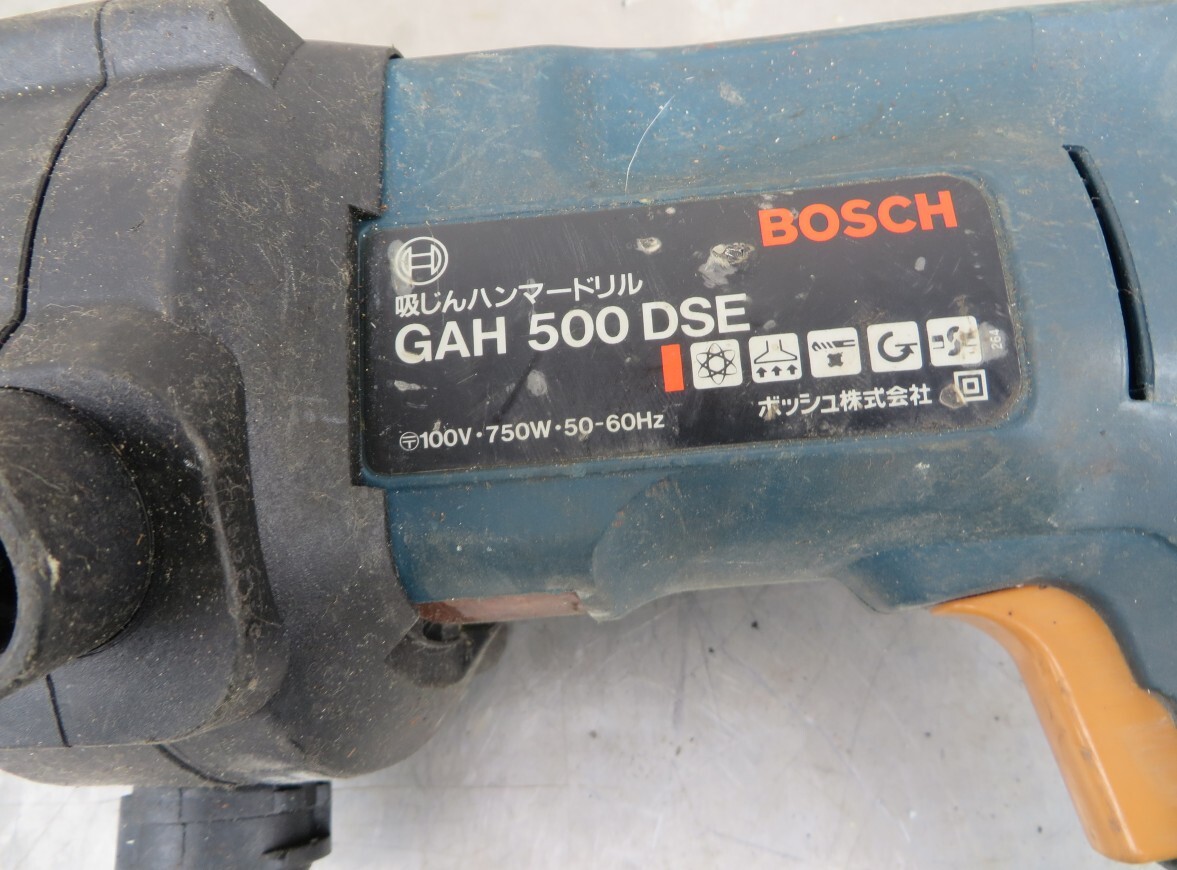 BOSCH
吸じんハンマードリル
GAH 500 DSE
264
ボッシュ株式会社
〶100V・750W・50-60Hz